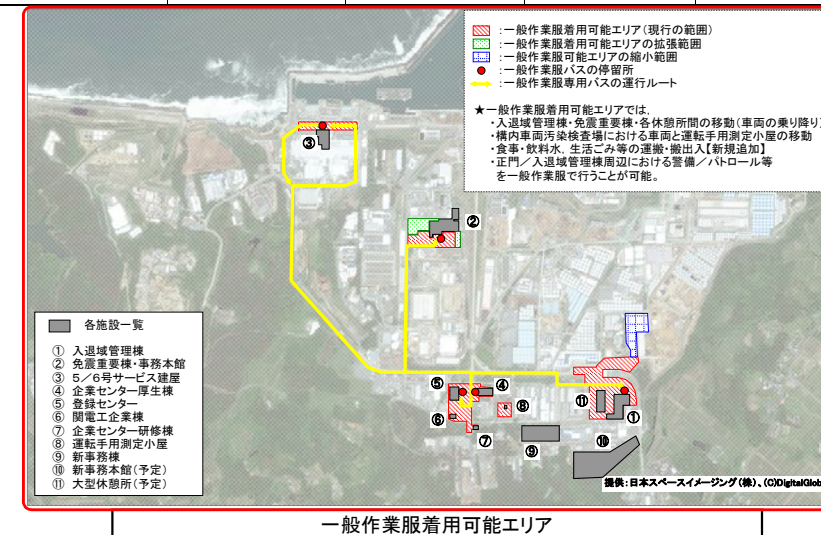 ：一般作業服着用可能エリア(現行の範囲)
：一般作業服着用可能エリアの拡張範囲
：一般作業服可能エリアの縮小範囲
：一般作業服バスの停留所
：一般作業服専用バスの運行ルート
★一般作業服着用可能エリアでは、
・入退域管理棟・免震重要棟・各休憩所間の移動(車両の乗り降り)
・構内車両汚染検査場における車両と運転手用測定小屋の移動
・食事・飲料水、生活ごみ等の運搬・搬出入【新規追加】
・正門／入退域管理棟周辺における警備／パトロール等
を一般作業服で行うことが可能。
③
②
⑤
④
⑥
⑧
⑦
⑨
⑪
①
⑩
各施設一覧
① 入退域管理棟
② 免震重要棟・事務本館
③ ５／６号サービス建屋
④ 企業センター厚生棟
⑤ 登録センター
⑥ 関電工企業棟
⑦ 企業センター研修棟
⑧ 運転手用測定小屋
⑨ 新事務棟
⑩ 新事務本館(予定)
⑪ 大型休憩所(予定)
提供：日本スペースイメージング（株）、(C)DigitalGlob
一般作業服着用可能エリア